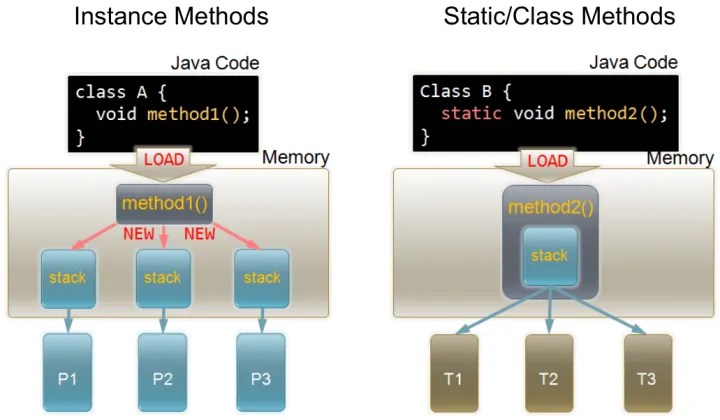 Instance Methods
Static/Class Methods
Java Code
class A {
void method1();
}
LOAD
Memory
method1()
NEW NEW
stack stack stack
P1 P2 P3
Java Code
Class B {
static void method2();
}
LOAD
Memory
method2()
stack
T1 T2 T3